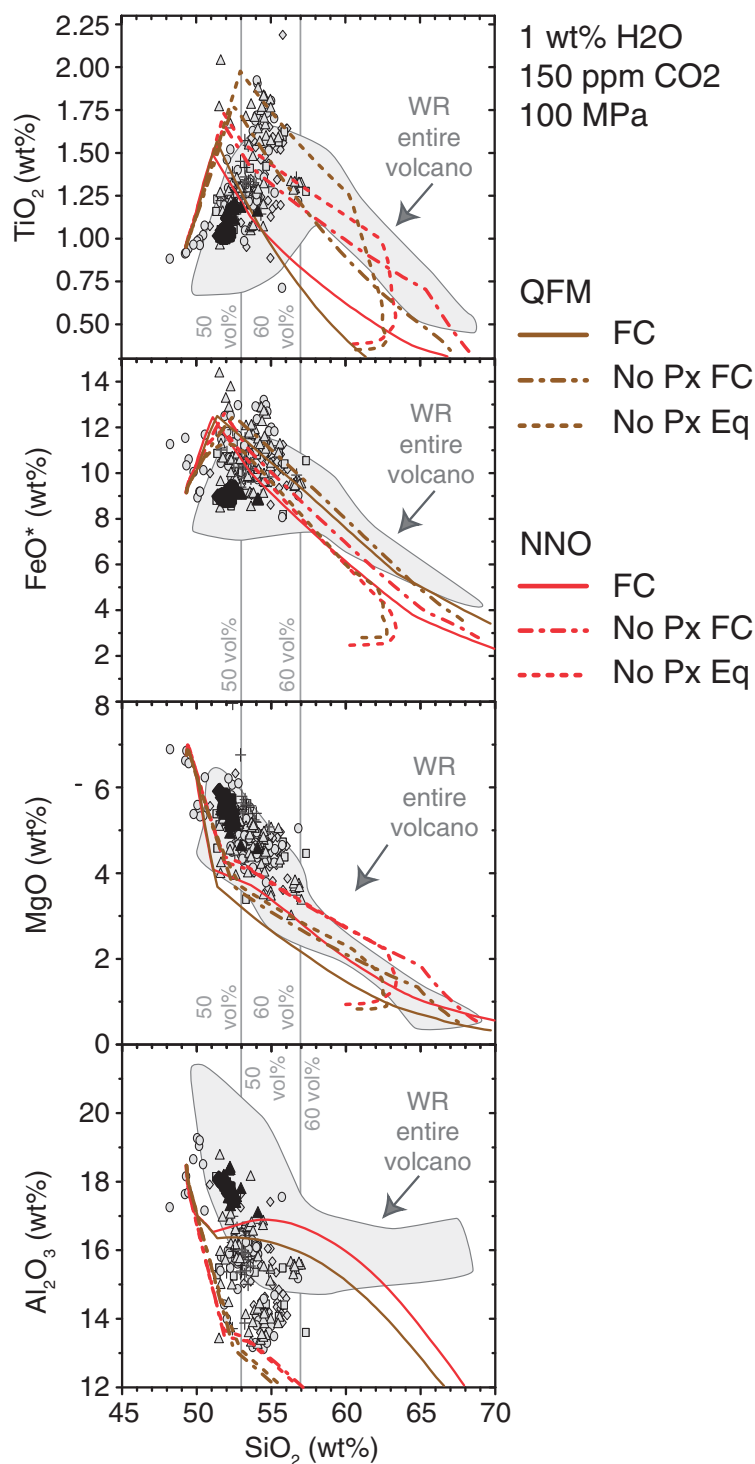 1 wt% H2O
150 ppm CO2
100 MPa
QFM
FC
No Px FC
No Px Eq
NNO
FC
No Px FC
No Px Eq
TiO2 (wt%)
2.25
2.00
1.75
1.50
1.25
1.00
0.75
0.50
WR
entire
volcano
50
vol%
60
vol%
FeO* (wt%)
14
12
10
8
6
4
2
WR
entire
volcano
50 vol%
60 vol%
MgO (wt%)
8
6
4
2
0
-
WR
entire
volcano
50
vol%
60
vol%
Al2O3 (wt%)
20
18
16
14
12
50
vol%
60 vol%
WR
entire
volcano
45 50 55 60 65 70
SiO2 (wt%)